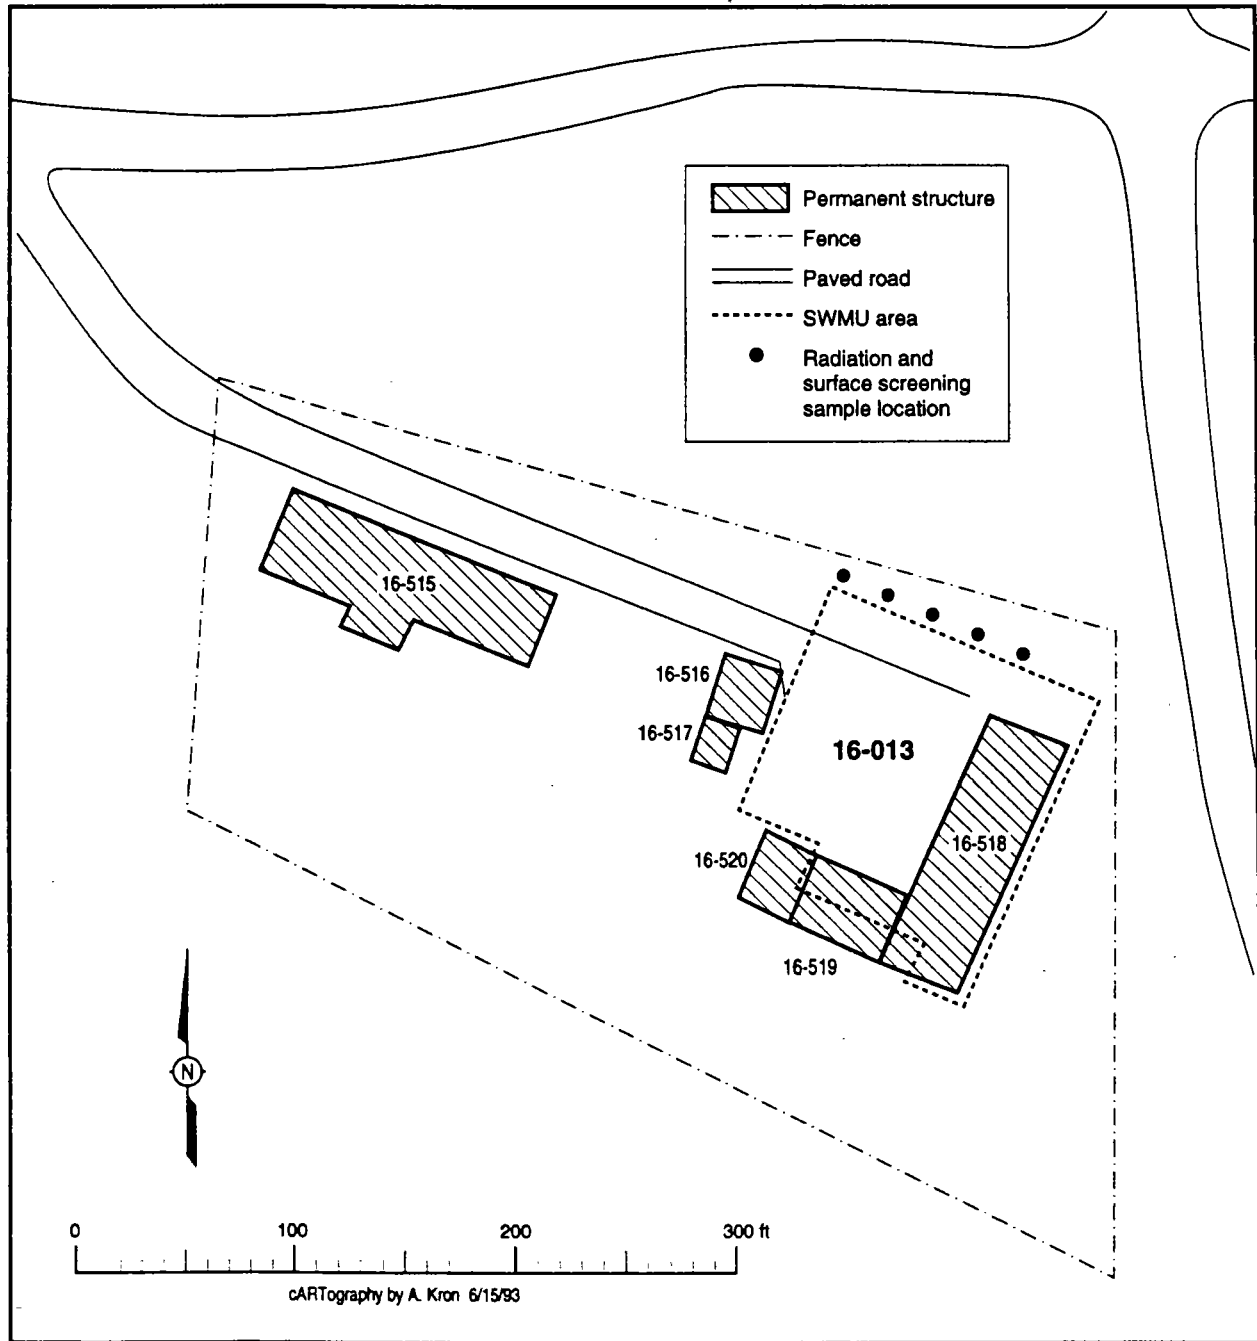 Permanent structure
Fence
Paved road
SWMU area
Radiation and
surface screening
sample location
16-515
16-516
16-517
16-013
16-518
16-520
16-519
N
0 100 200 300 ft
cARTography by A. Kron 6/15/93